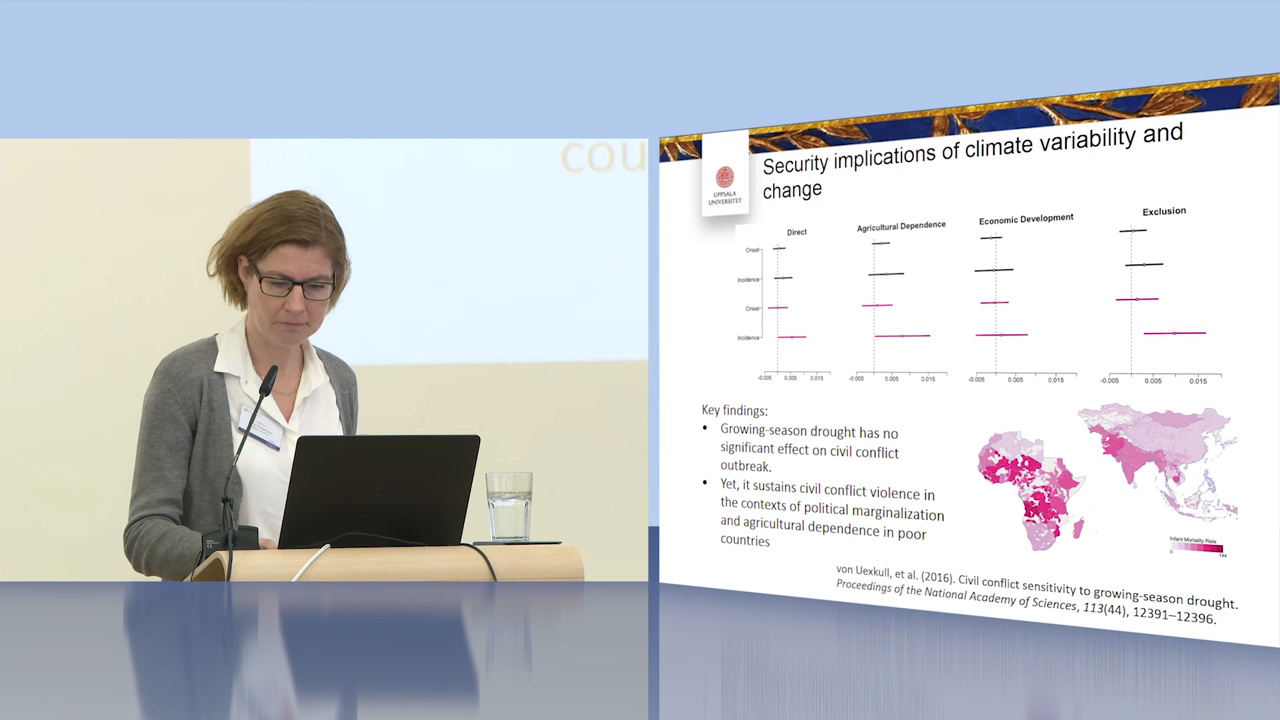 cou
UPPSALA
UNIVERSITET
Security implications of climate variability and
change
Direct
Agricultural Dependence
Economic Development
Exclusion
Onset
Incidence
Onset
Incidence
-0.005 0.005 0.015
-0.005 0.005 0.015
-0.005 0.005 0.015
-0.005 0.005 0.015
Key findings:
• Growing-season drought has no
significant effect on civil conflict
outbreak.
• Yet, it sustains civil conflict violence in
the contexts of political marginalization
and agricultural dependence in poor
countries
Infant Mortality Rate
0 144
von Uexkull, et al. (2016). Civil conflict sensitivity to growing-season drought.
Proceedings of the National Academy of Sciences, 113(44), 12391–12396.